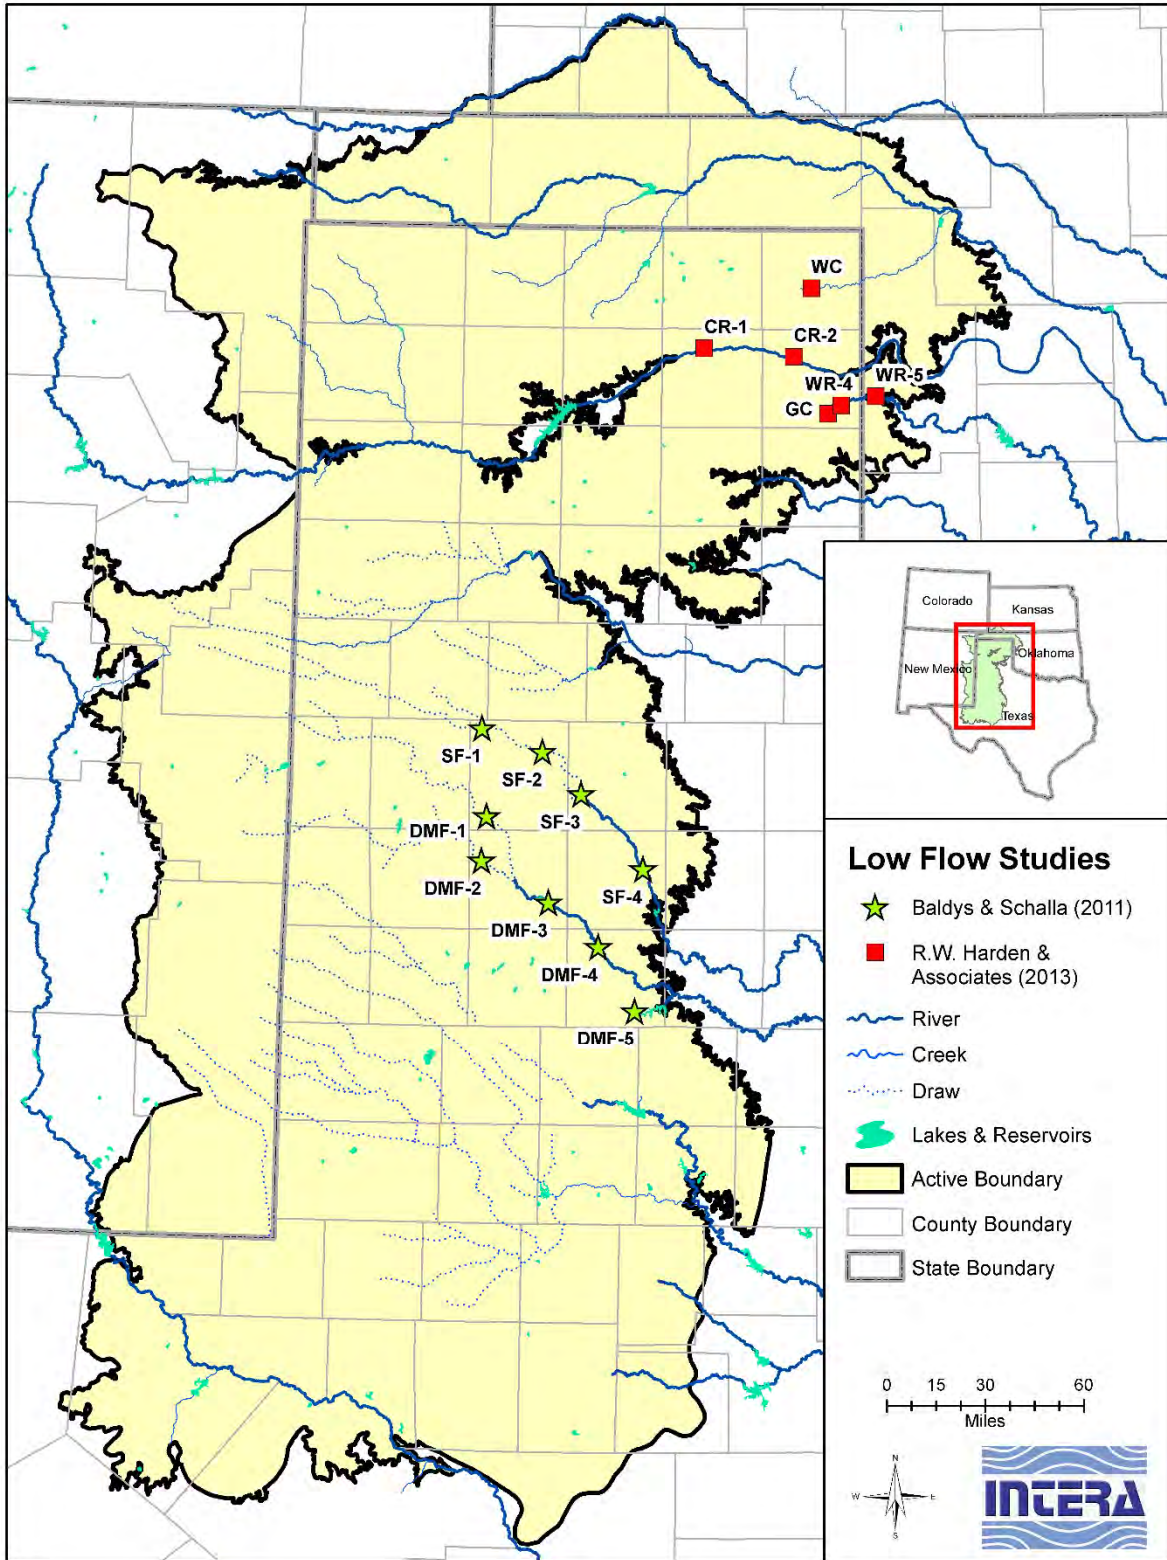 WC
CR-1
CR-2
WR-5
WR-4
GC
SF-1
SF-2
SF-3
DMF-1
DMF-2
SF-4
DMF-3
DMF-4
DMF-5
Colorado
Kansas
New Mexico
Oklahoma
Texas
Low Flow Studies
Baldys & Schalla (2011)
R.W. Harden &
Associates (2013)
River
Creek
Draw
Lakes & Reservoirs
Active Boundary
County Boundary
State Boundary
0 15 30 60
Miles
N
W E
S
INTERA